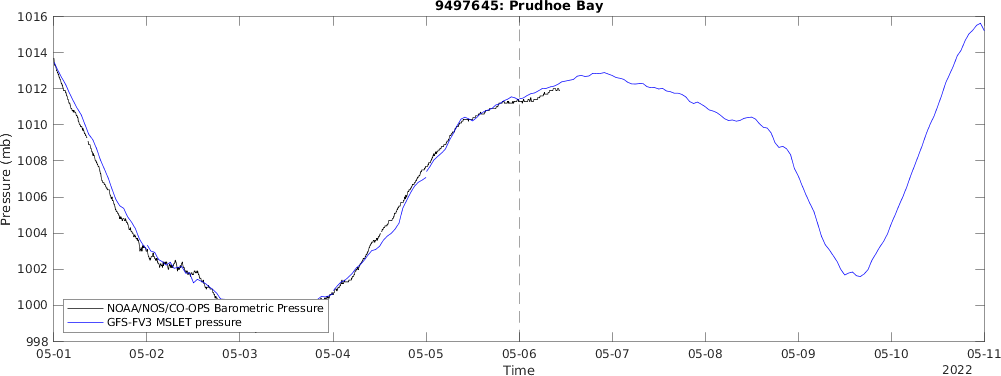 9497645: Prudhoe Bay
1016
1014
1012
1010
1008
1006
1004
1002
1000
998
Pressure (mb)
NOAA/NOS/CO-OPS Barometric Pressure
GFS-FV3 MSLET pressure
05-01 05-02 05-03 05-04 05-05 05-06 05-07 05-08 05-09 05-10 05-11
Time
2022